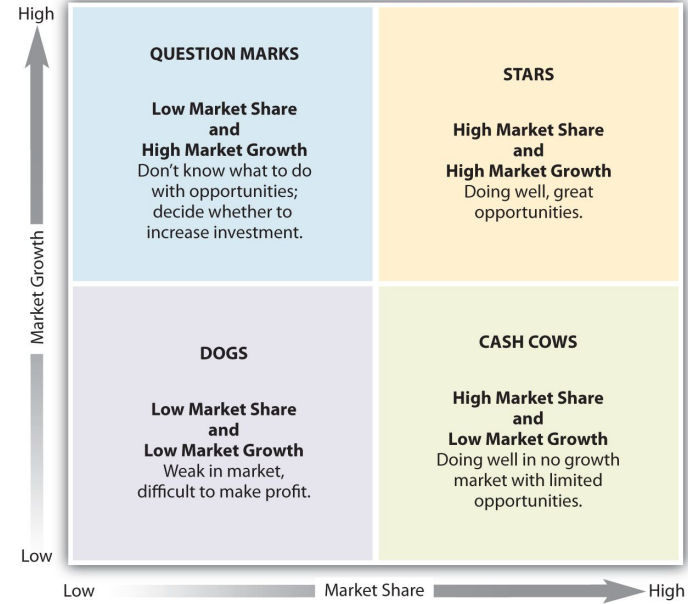 High
QUESTION MARKS
Low Market Share
and
High Market Growth
Don't know what to do
with opportunities;
decide whether to
increase investment.
STARS
High Market Share
and
High Market Growth
Doing well, great
opportunities.
Market Growth
DOGS
Low Market Share
and
Low Market Growth
Weak in market,
difficult to make profit.
CASH COWS
High Market Share
and
Low Market Growth
Doing well in no growth
market with limited
opportunities.
Low
Low
Market Share
High